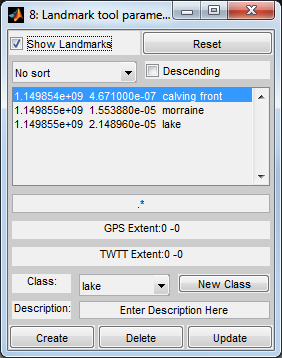 8: Landmark tool parame...
Show Landmarks
Reset
No sort
Descending
1.149854e+09 4.671000e-07 calving front
1.149855e+09 1.553880e-05 morraine
1.149855e+09 2.148960e-05 lake
.*
GPS Extent:0 -0
TWTT Extent:0 -0
Class:
lake
New Class
Description:
Enter Description Here
Create
Delete
Update